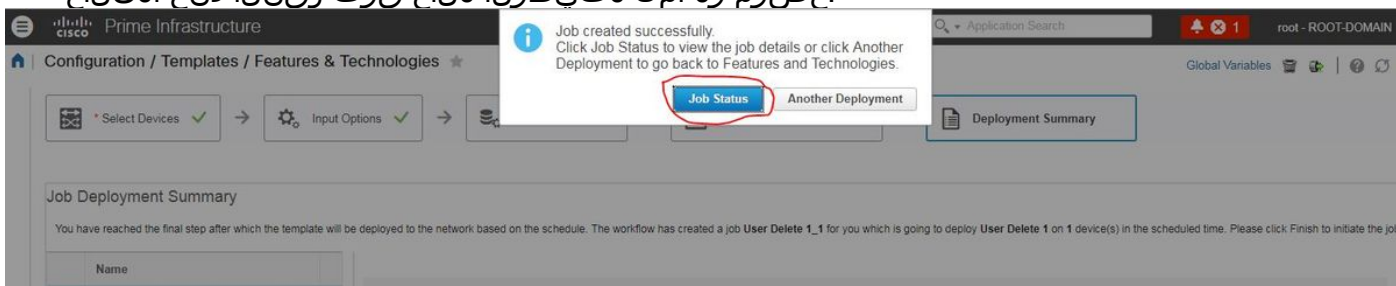 cisco Prime Infrastructure
Application Search
1
root - ROOT-DOMAIN
Job created successfully.
Click Job Status to view the job details or click Another
Deployment to go back to Features and Technologies.
Job Status
Another Deployment
Configuration / Templates / Features & Technologies
Global Variables
* Select Devices
Input Options
Deployment Summary
Job Deployment Summary
You have reached the final step after which the template will be deployed to the network based on the schedule. The workflow has created a job User Delete 1_1 for you which is going to deploy User Delete 1 on 1 device(s) in the scheduled time. Please click Finish to initiate the jo
Name